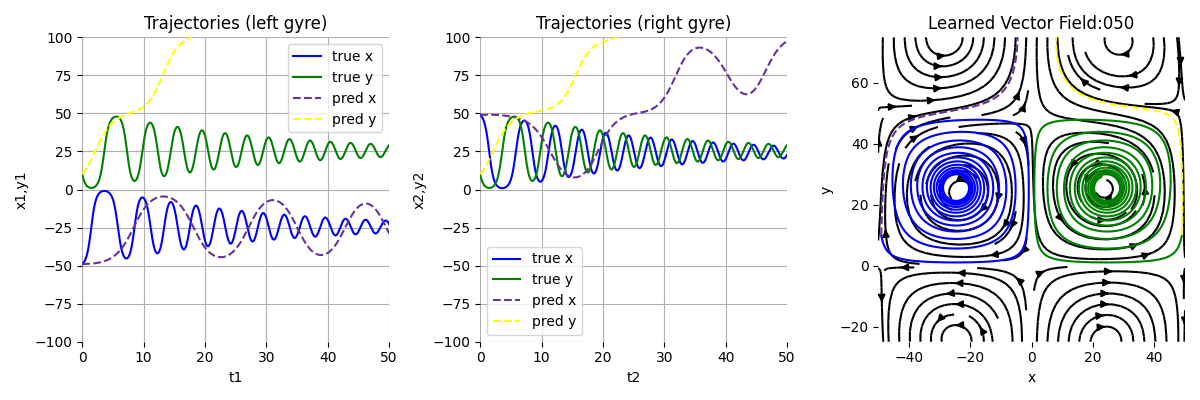 Trajectories (left gyre)
x1,y1
100
75
50
25
0
−25
−50
−75
−100
true x
true y
pred x
pred y
0 10 20 30 40 50
t1
Trajectories (right gyre)
x2,y2
100
75
50
25
0
−25
−50
−75
−100
true x
true y
pred x
pred y
0 10 20 30 40 50
t2
Learned Vector Field:050
y
60
40
20
0
−20
−40 −20 0 20 40
x